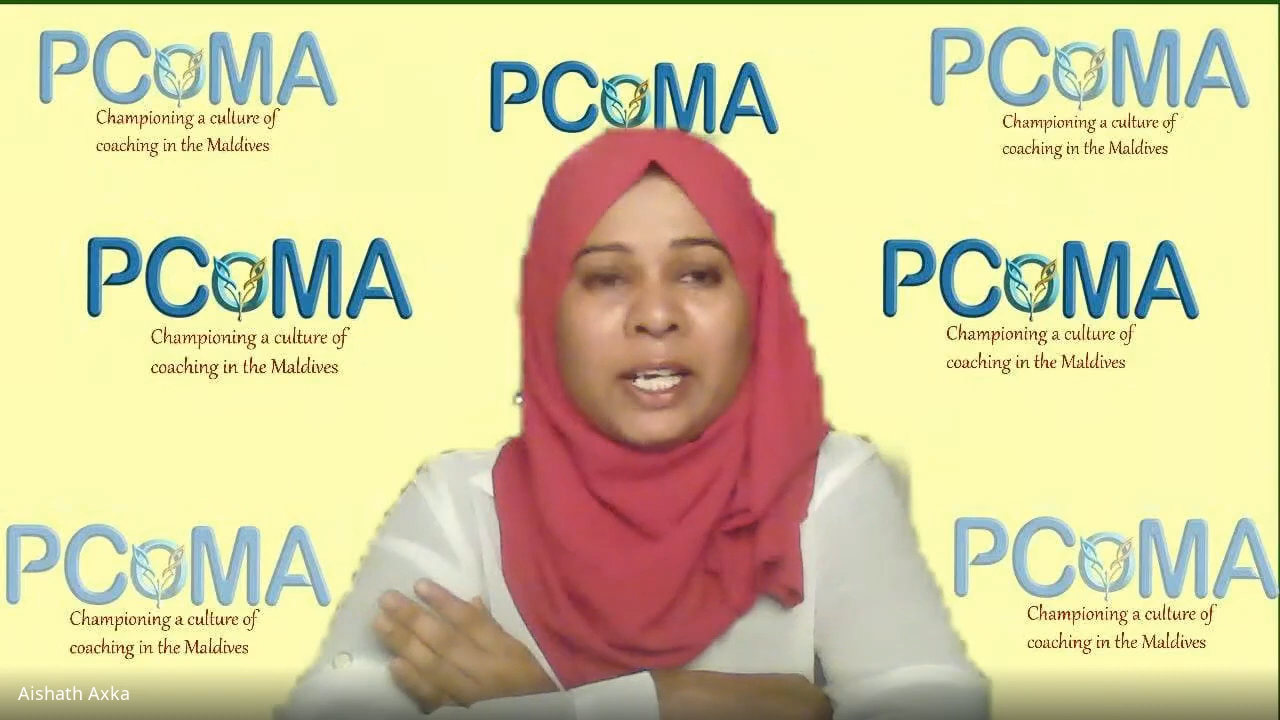 PCOMA
Championing a culture of
coaching in the Maldives
PCOMA
PCOMA
Championing a culture of
coaching in the Maldives
PCOMA
Championing a culture of
coaching in the Maldives
PCOMA
Championing a culture of
coaching in the Maldives
PCOMA
Championing a culture of
coaching in the Maldives
PCOMA
Championing a culture of
coaching in the Maldives
Aishath Axka